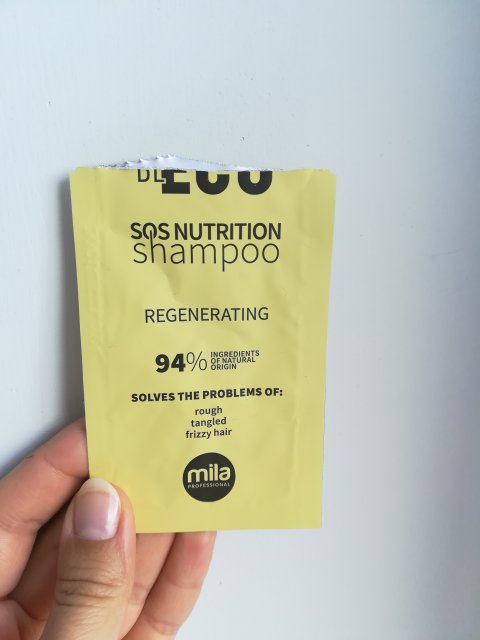 SOS NUTRITION
shampoo
REGENERATING
94% INGREDIENTS
OF NATURAL
ORIGIN
SOLVES THE PROBLEMS OF:
rough
tangled
frizzy hair
mila
PROFESSIONAL